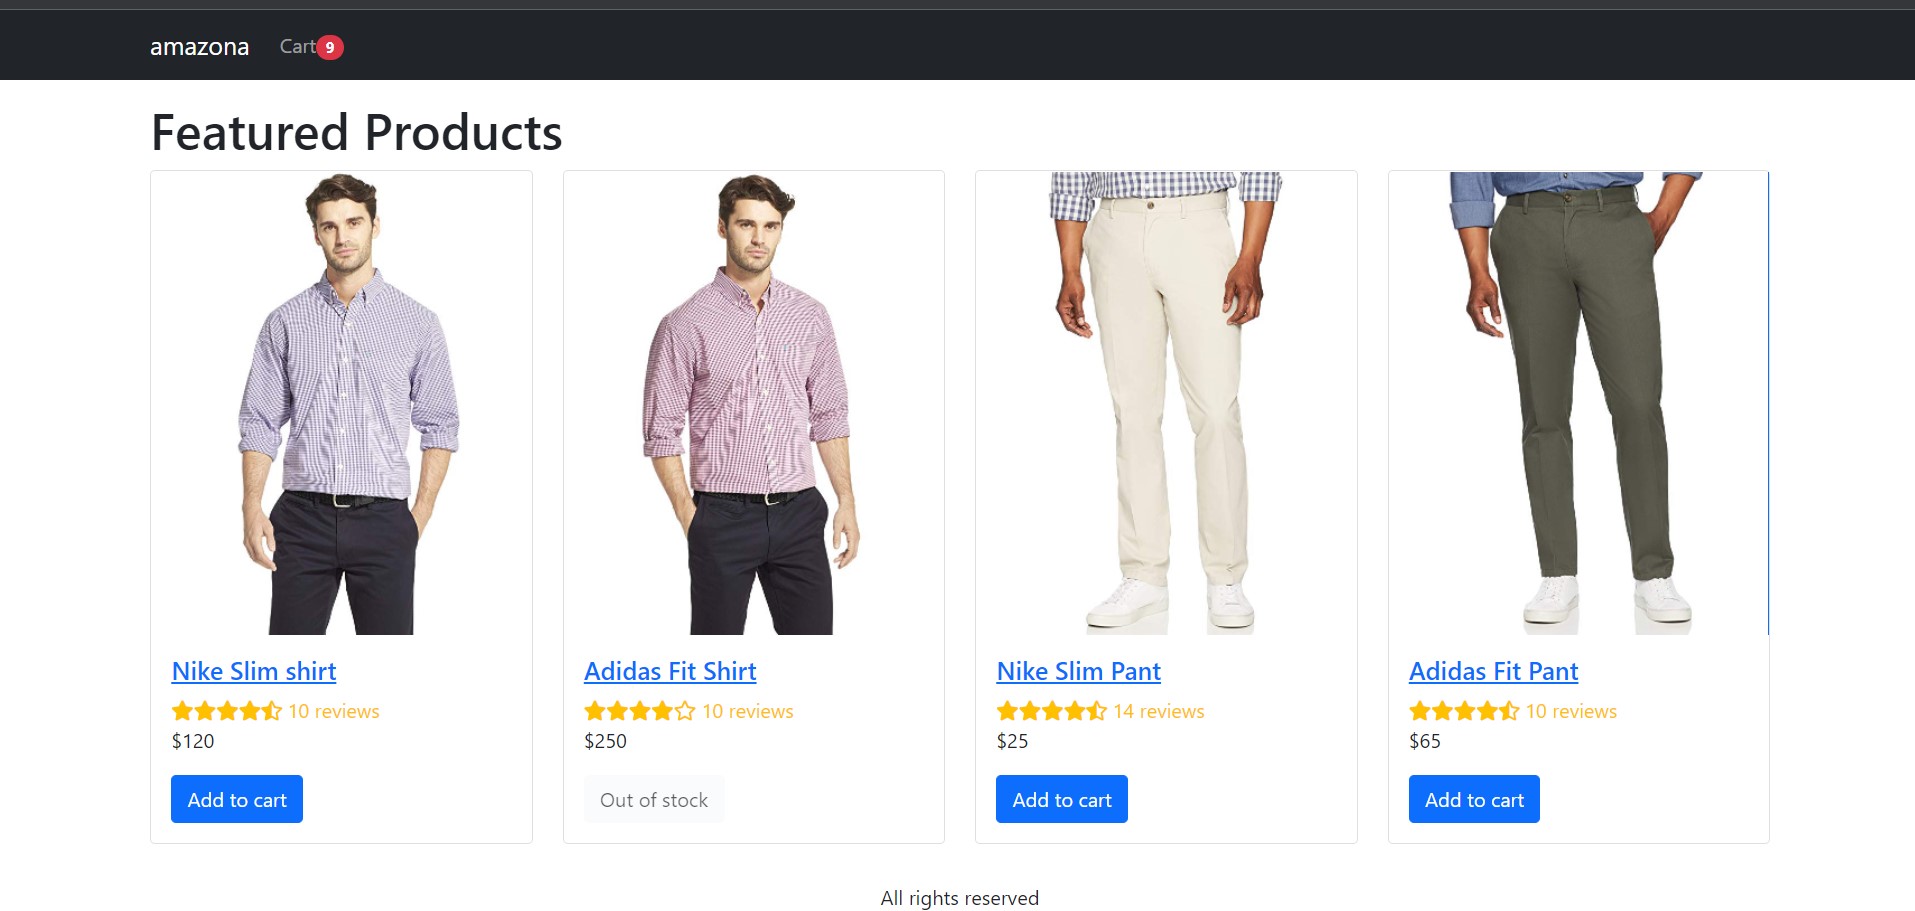 amazona Cart 9
Featured Products
Nike Slim shirt
10 reviews
$120
Add to cart
Adidas Fit Shirt
10 reviews
$250
Out of stock
Nike Slim Pant
14 reviews
$25
Add to cart
Adidas Fit Pant
10 reviews
$65
Add to cart
All rights reserved